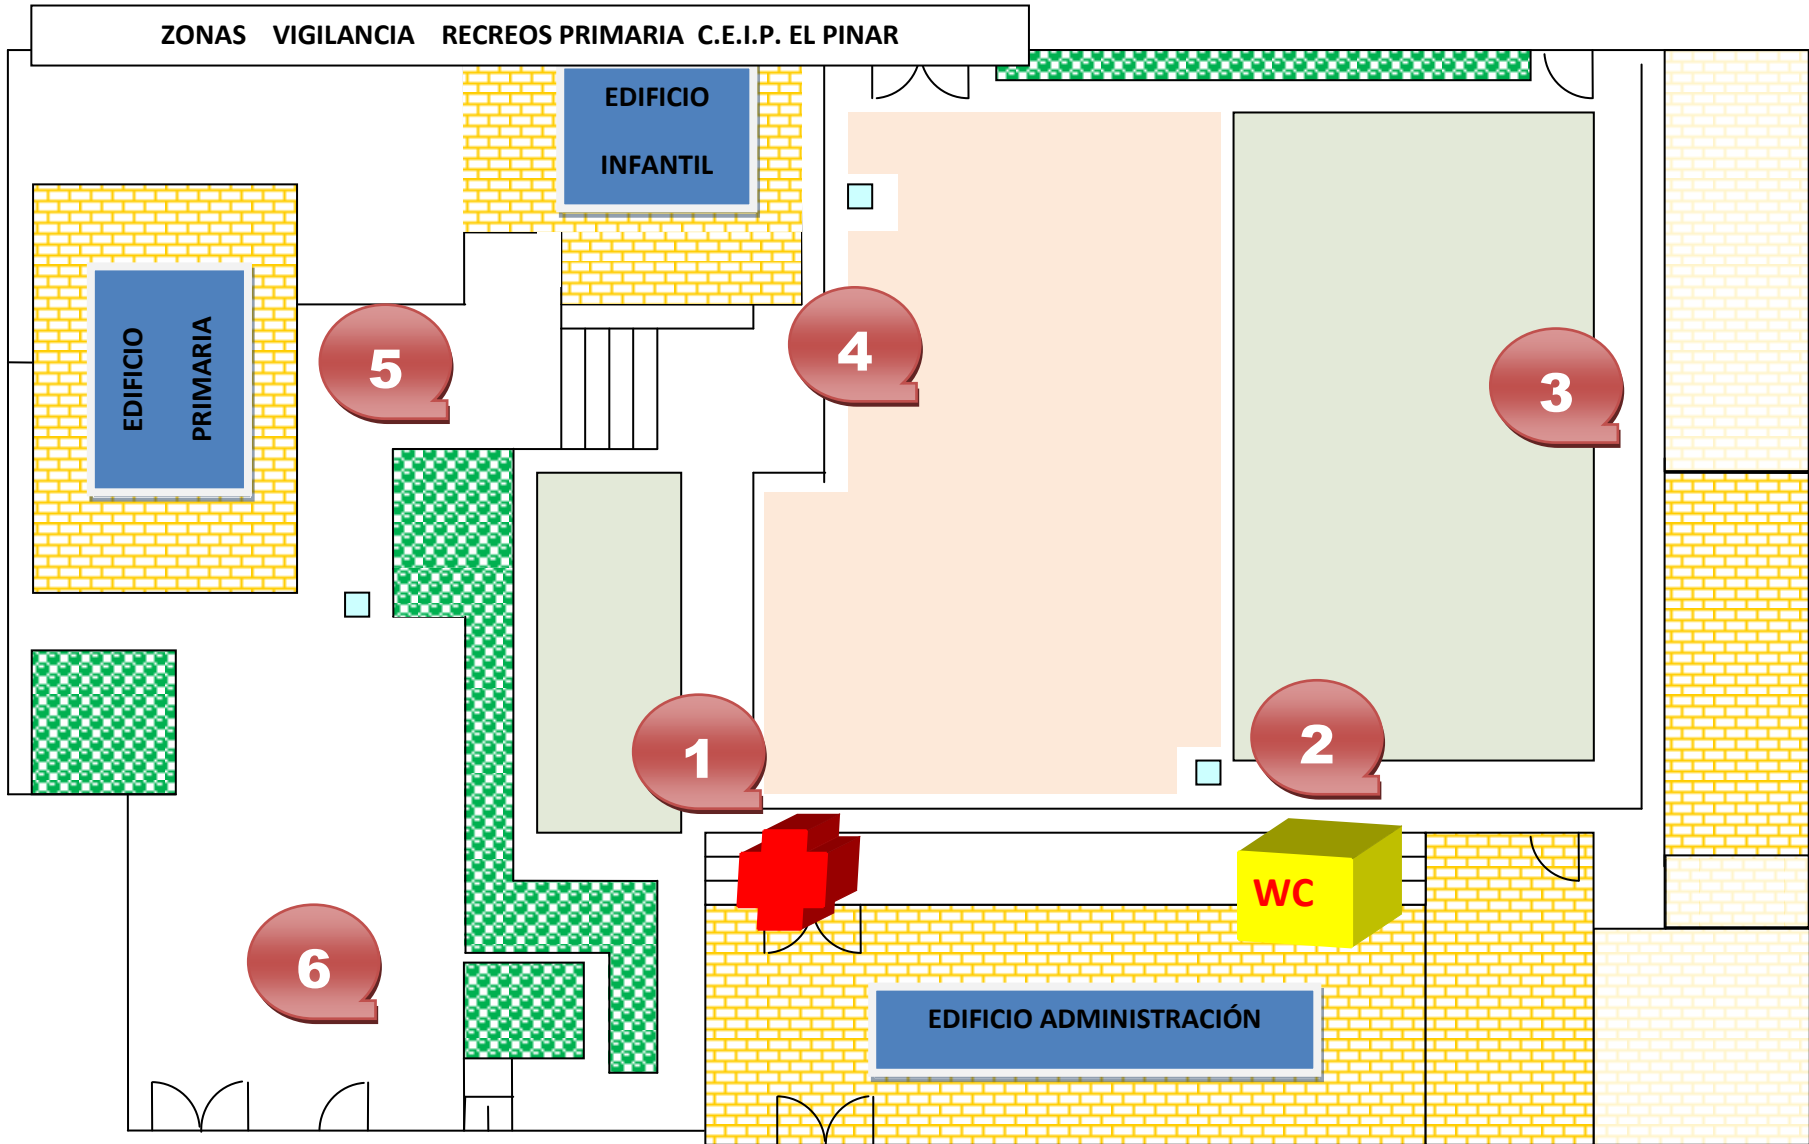 ZONAS VIGILANCIA RECREOS PRIMARIA C.E.I.P. EL PINAR
EDIFICIO
INFANTIL
EDIFICIO
PRIMARIA
5
4
3
1
2
WC
6
EDIFICIO ADMINISTRACIÓN